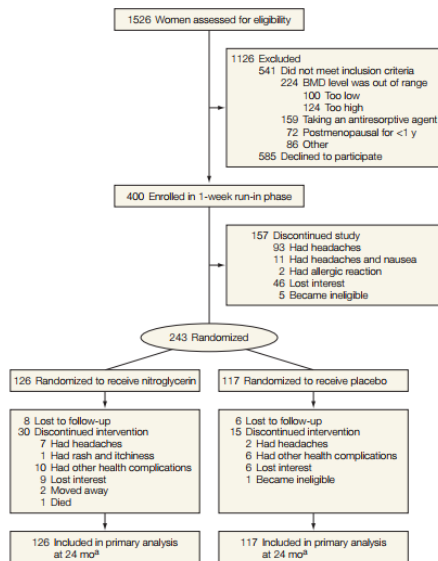 1526 Women assessed for eligibility
1126 Excluded
541 Did not meet inclusion criteria
224 BMD level was out of range
100 Too low
124 Too high
159 Taking an antiresorptive agent
72 Postmenopausal for <1 y
86 Other
585 Declined to participate
400 Enrolled in 1-week run-in phase
157 Discontinued study
93 Had headaches
11 Had headaches and nausea
2 Had allergic reaction
46 Lost interest
5 Became ineligible
243 Randomized
126 Randomized to receive nitroglycerin
8 Lost to follow-up
30 Discontinued intervention
7 Had headaches
1 Had rash and itchiness
10 Had other health complications
9 Lost interest
2 Moved away
1 Died
126 Included in primary analysis
at 24 moᵃ
117 Randomized to receive placebo
6 Lost to follow-up
15 Discontinued intervention
2 Had headaches
6 Had other health complications
6 Lost interest
1 Became ineligible
117 Included in primary analysis
at 24 moᵃ